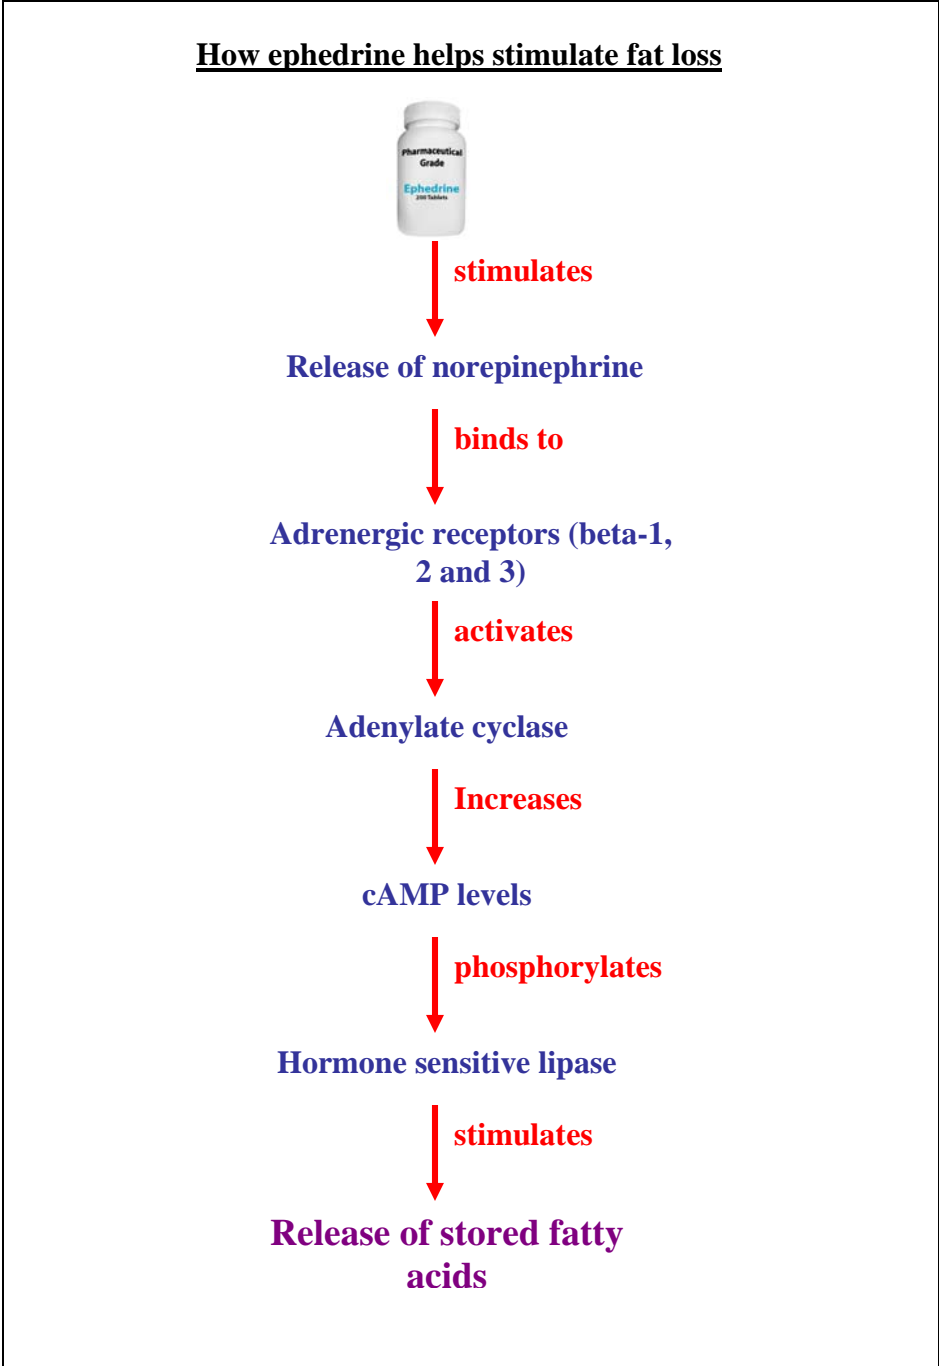 How ephedrine helps stimulate fat loss
Pharmaceutical
Grade
Ephedrine
200 Tablets
stimulates
Release of norepinephrine
binds to
Adrenergic receptors (beta-1,
2 and 3)
activates
Adenylate cyclase
Increases
cAMP levels
phosphorylates
Hormone sensitive lipase
stimulates
Release of stored fatty
acids